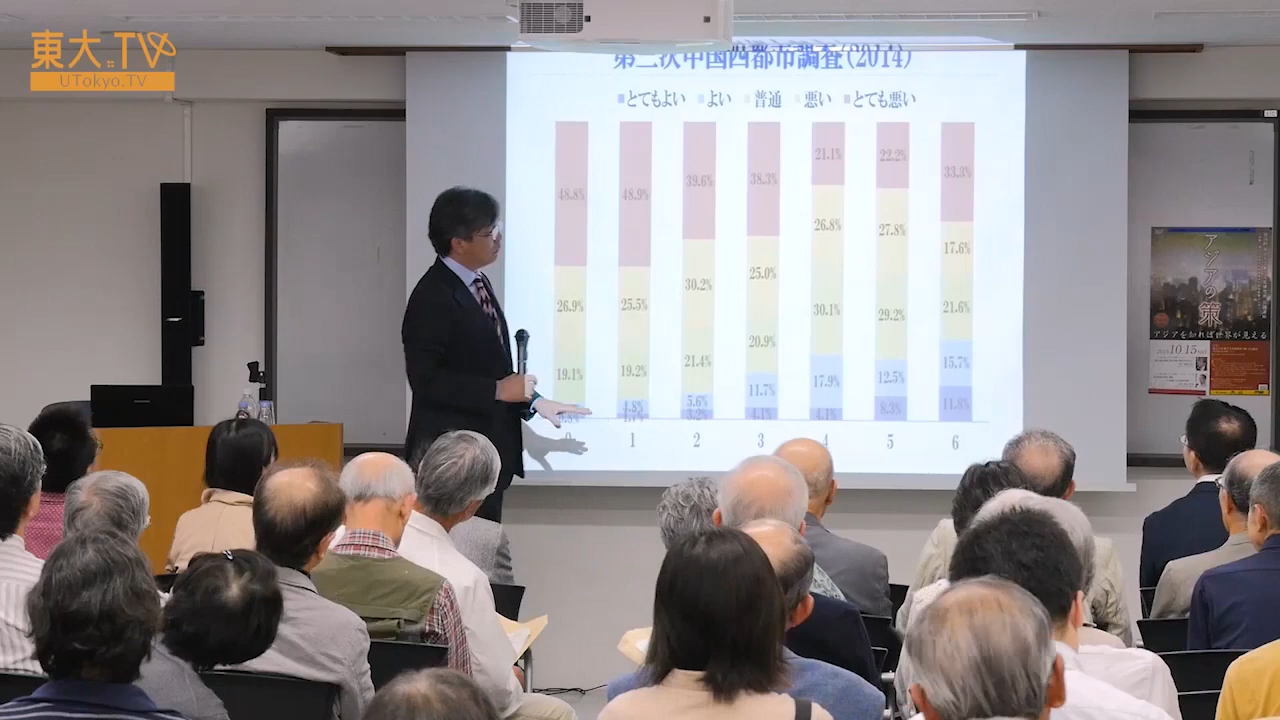 東大TV
UTokyo.TV
第三次中国四都市調査(2014)
とてもよい よい 普通 悪い とても悪い
48.8% 48.9% 39.6% 38.3% 21.1% 22.2% 33.3%
26.9% 25.5% 30.2% 25.0% 26.8% 27.8% 17.6%
19.1% 19.2% 21.4% 20.9% 30.1% 29.2% 21.6%
4.8% 5.6% 11.7% 17.9% 12.5% 15.7%
3.2% 4.1% 4.1% 8.3% 11.8%
0 1 2 3 4 5 6
アジアの策
アジアを知れば世界が見える
10.15